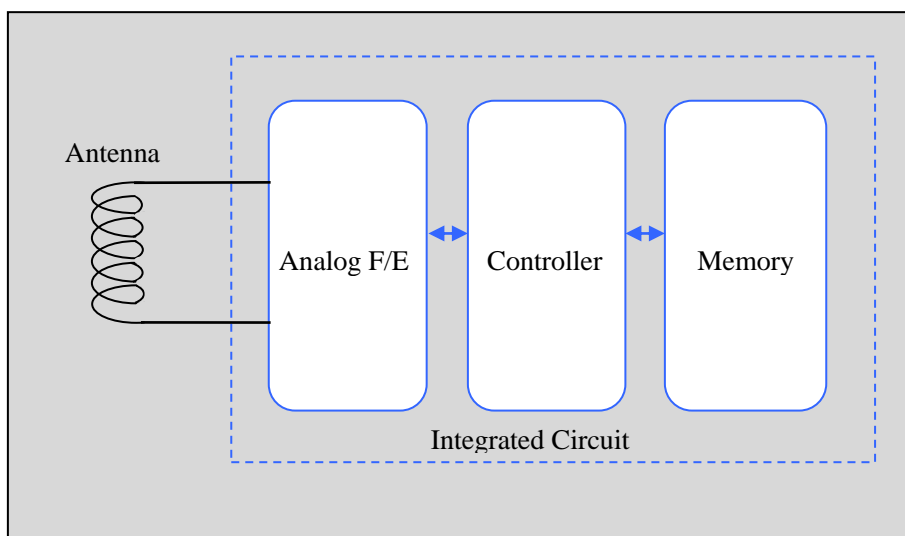 Antenna
Analog F/E
Controller
Memory
Integrated Circuit